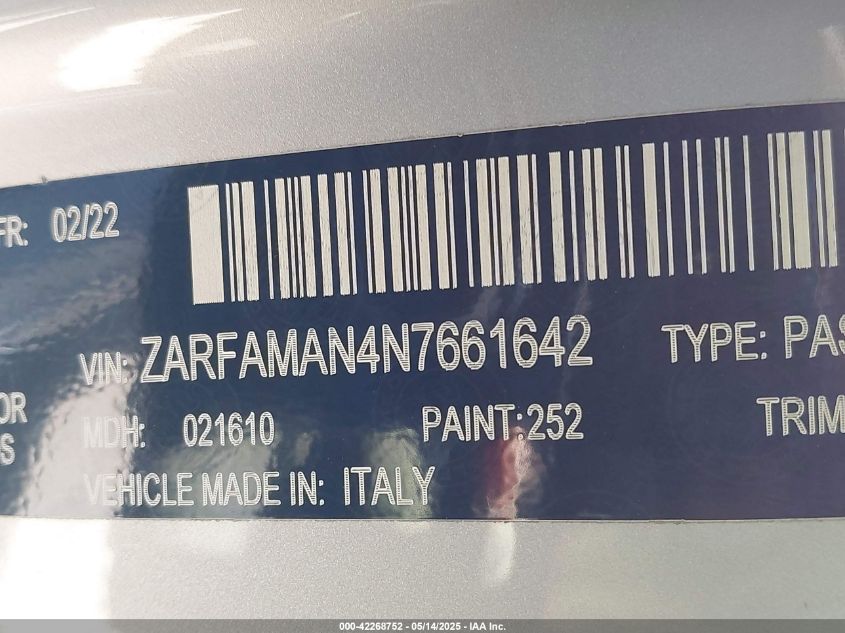 FR: 02/22
VIN: ZARFAMAN4N7661642 TYPE: PAS
OR MDH: 021610 PAINT:252 TRIM
S VEHICLE MADE IN: ITALY
000-42268752 - 05/14/2025 - IAA Inc.